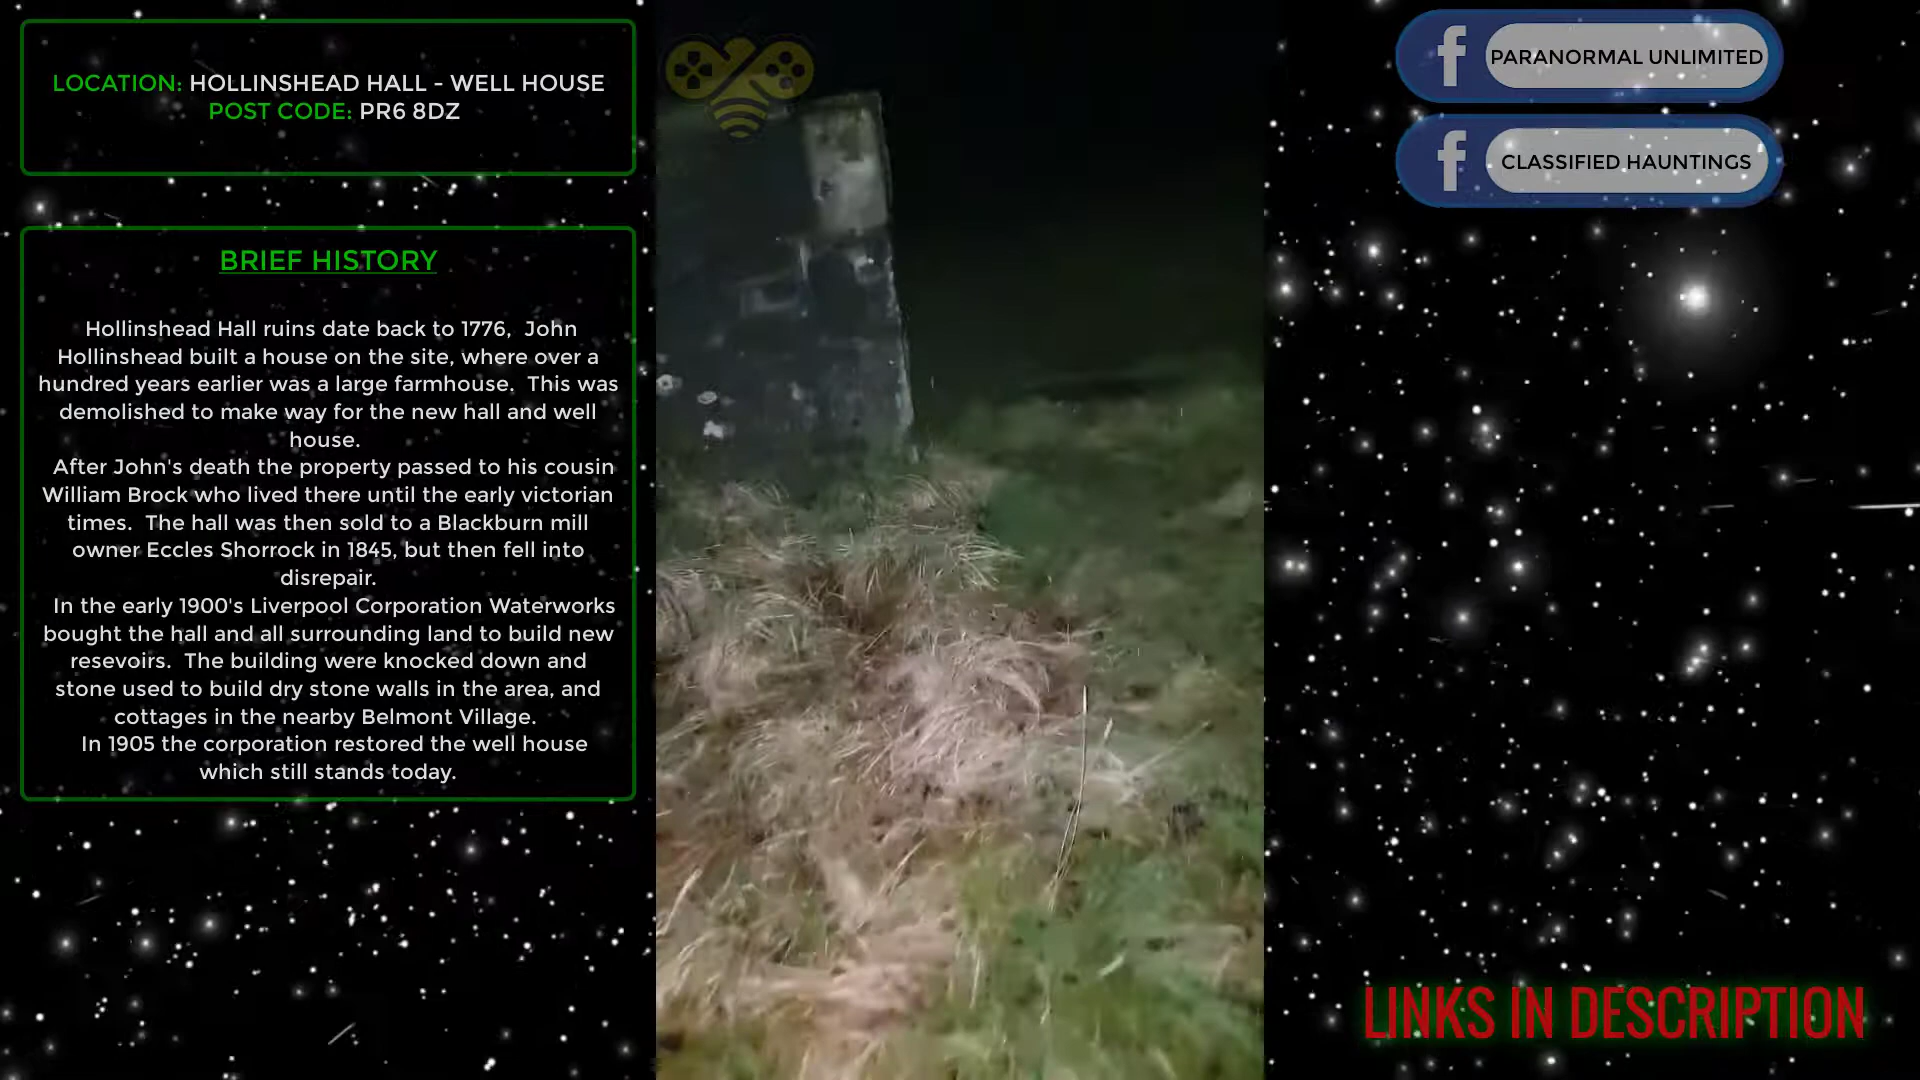 LOCATION: HOLLINSHEAD HALL - WELL HOUSE
POST CODE: PR6 8DZ
BRIEF HISTORY
Hollinshead Hall ruins date back to 1776, John
Hollinshead built a house on the site, where over a
hundred years earlier was a large farmhouse. This was
demolished to make way for the new hall and well
house.
After John's death the property passed to his cousin
William Brock who lived there until the early victorian
times. The hall was then sold to a Blackburn mill
owner Eccles Shorrock in 1845, but then fell into
disrepair.
In the early 1900's Liverpool Corporation Waterworks
bought the hall and all surrounding land to build new
resevoirs. The building were knocked down and
stone used to build dry stone walls in the area, and
cottages in the nearby Belmont Village.
In 1905 the corporation restored the well house
which still stands today.
f PARANORMAL UNLIMITED
f CLASSIFIED HAUNTINGS
LINKS IN DESCRIPTION